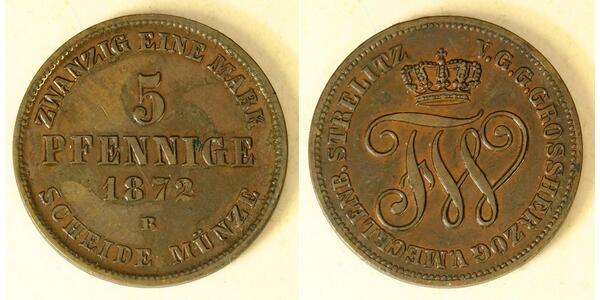 ZWANZIG EINE MARK
5
PFENNIGE
1872
B
SCHEIDE MÜNZE
V.G.G.GROSSHERZOG V.MECKLENB.STRELITZ
FW